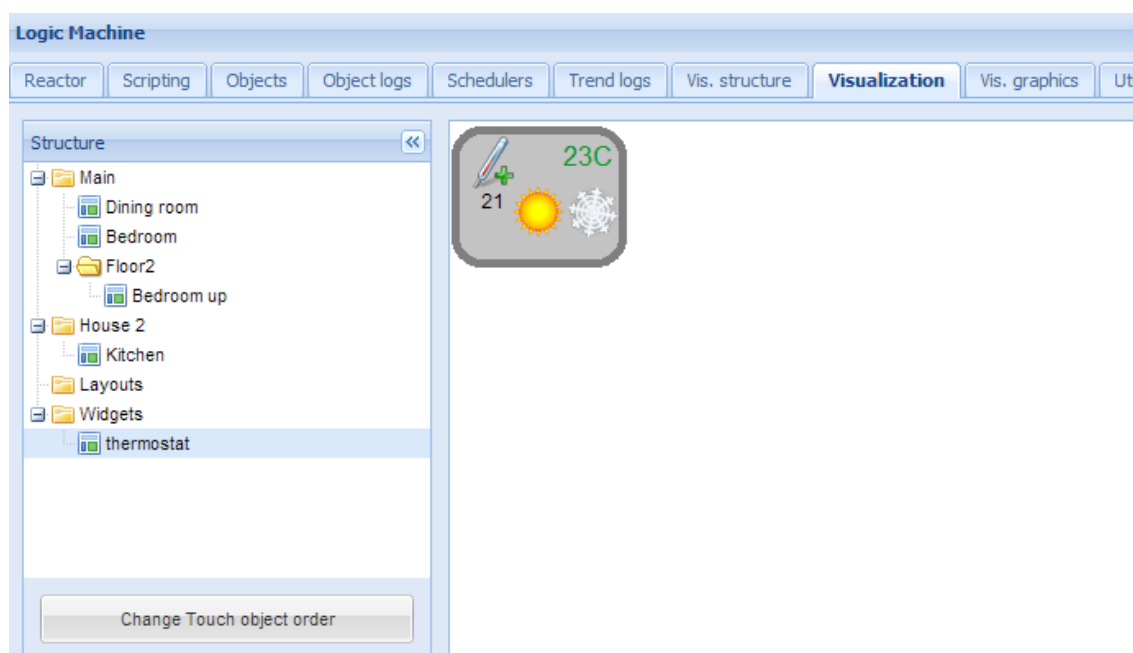 Logic Machine
Reactor Scripting Objects Object logs Schedulers Trend logs Vis. structure Visualization Vis. graphics Ut
Structure
Main
Dining room
Bedroom
Floor2
Bedroom up
House 2
Kitchen
Layouts
Widgets
thermostat
Change Touch object order
23C
21